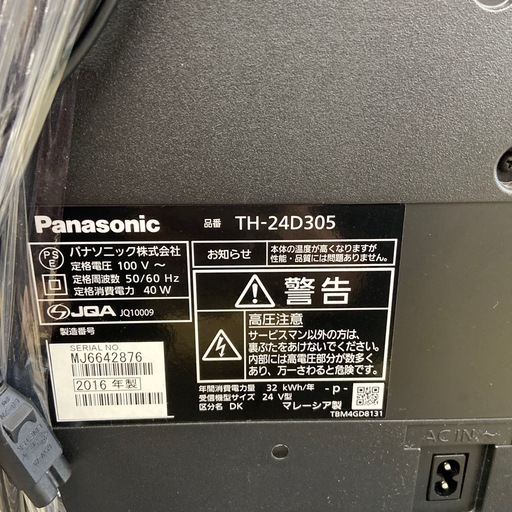 Panasonic
品番 TH-24D305
パナソニック株式会社
定格電圧 100 V ～
定格周波数 50/60 Hz
定格消費電力 40 W
JQA JQ10009
製造番号
SERIAL NO.
MJ6642876
2016 年製
お知らせ
本体の温度が高くなりますが
性能・品質には問題ありません。
警告
高圧注意
サービスマン以外の方は、
裏ぶたをあけないでください。
内部には高電圧部分が数多く
あり、万一さわると危険です。
年間消費電力量 32 kWh/年 -p-
受信機型サイズ 24 V型
区分名 DK マレーシア製
TBM4GD8131
AC IN ～